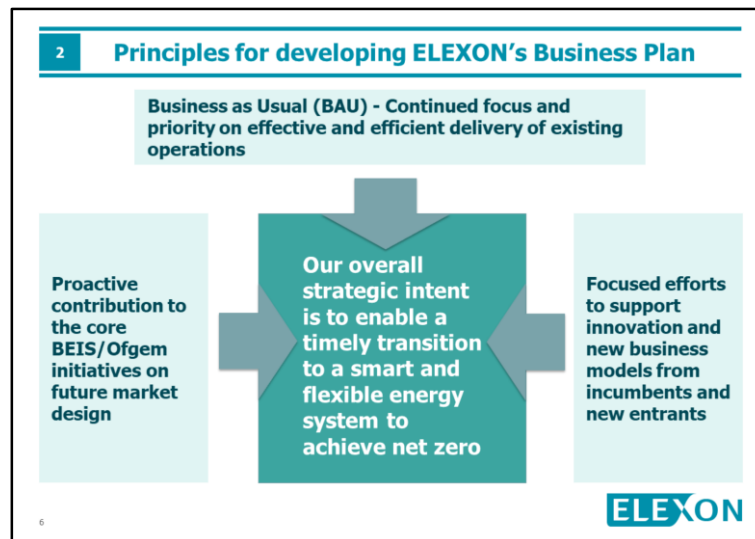 2
Principles for developing ELEXON's Business Plan
Business as Usual (BAU) - Continued focus and
priority on effective and efficient delivery of existing
operations
Proactive
contribution to
the core
BEIS/Ofgem
initiatives on
future market
design
Our overall
strategic intent
is to enable a
timely transition
to a smart and
flexible energy
system to
achieve net zero
Focused efforts
to support
innovation and
new business
models from
incumbents and
new entrants
6
ELEXON